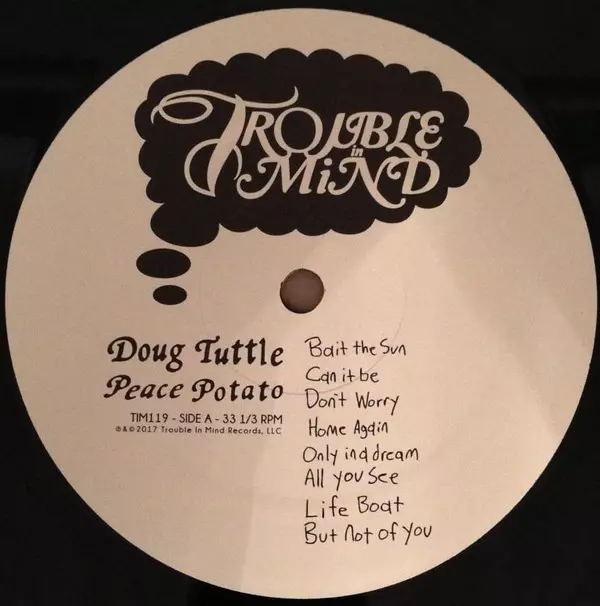 TROUBLE
in
MiND
Doug Tuttle
Peace Potato
TIM119 - SIDE A - 33 1/3 RPM
℗ & © 2017 Trouble In Mind Records, LLC
Bait the Sun
Can it be
Don't Worry
Home Again
Only in a dream
All you See
Life Boat
But Not of You